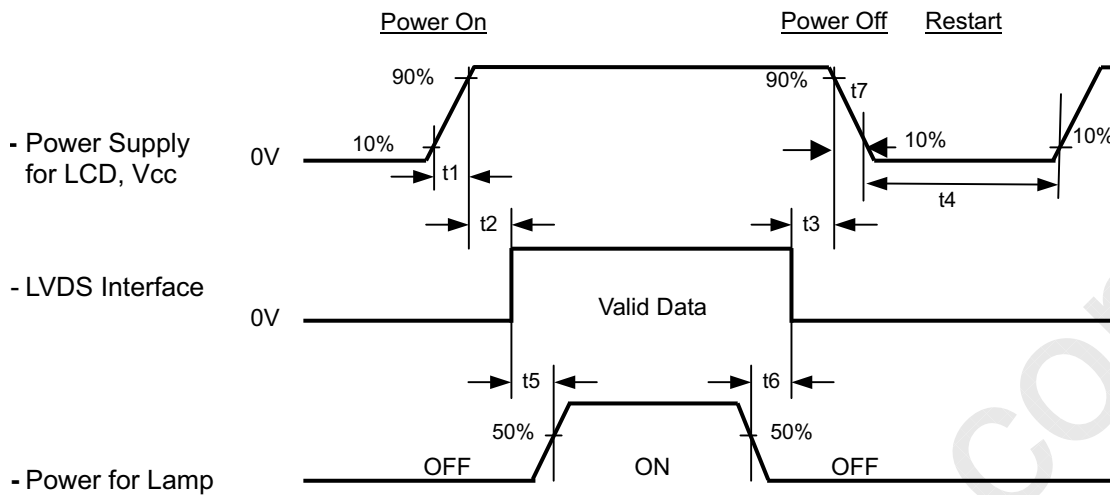 Power On
Power Off
Restart
90%
90%
t7
- Power Supply
for LCD, Vcc
0V
10%
10%
10%
t1
t4
t2
t3
- LVDS Interface
0V
Valid Data
t5
t6
50%
50%
- Power for Lamp
OFF
ON
OFF
con